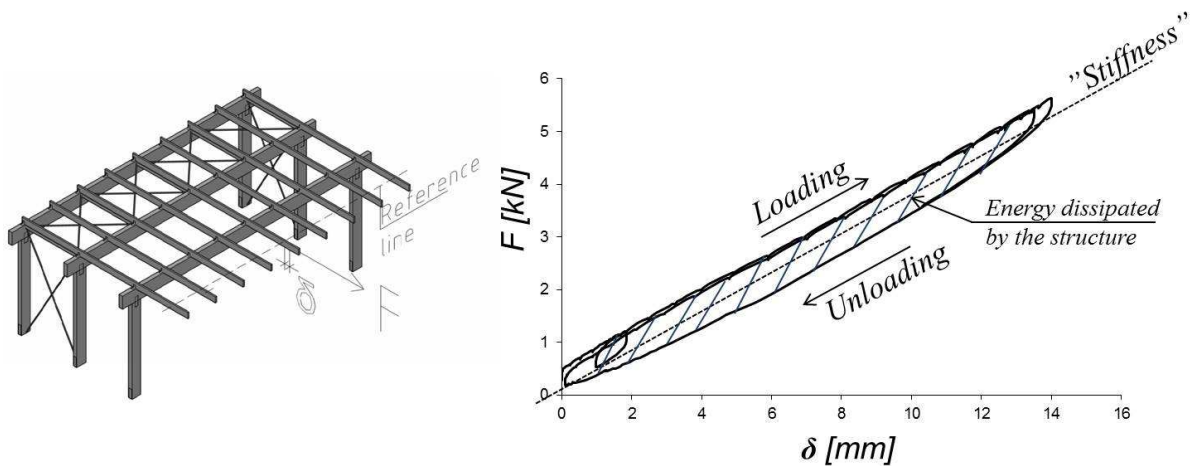 Reference
line
δ
F
"Stiffness"
Loading
Unloading
Energy dissipated
by the structure
F [kN]
6
5
4
3
2
1
0
0 2 4 6 8 10 12 14 16
δ [mm]